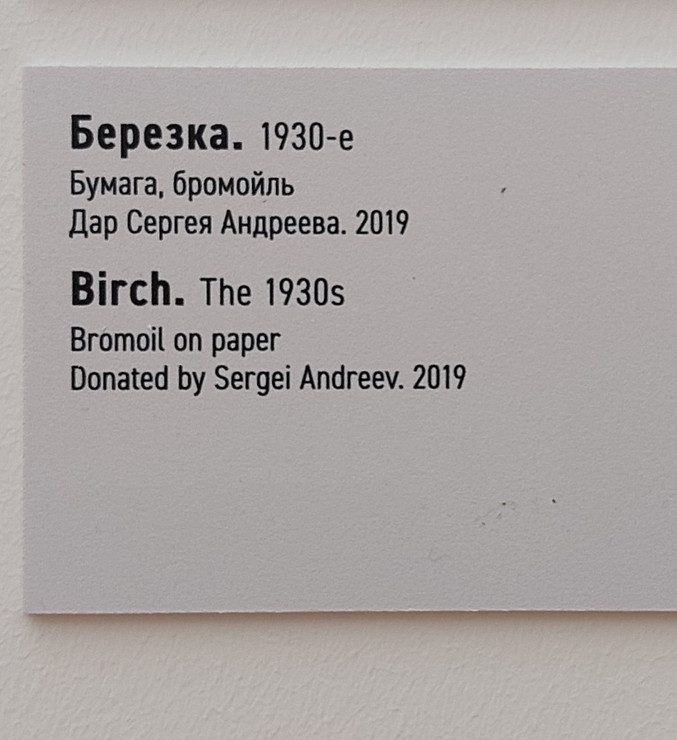 Березка. 1930-е
Бумага, бромойль
Дар Сергея Андреева. 2019
Birch. The 1930s
Bromoil on paper
Donated by Sergei Andreev. 2019